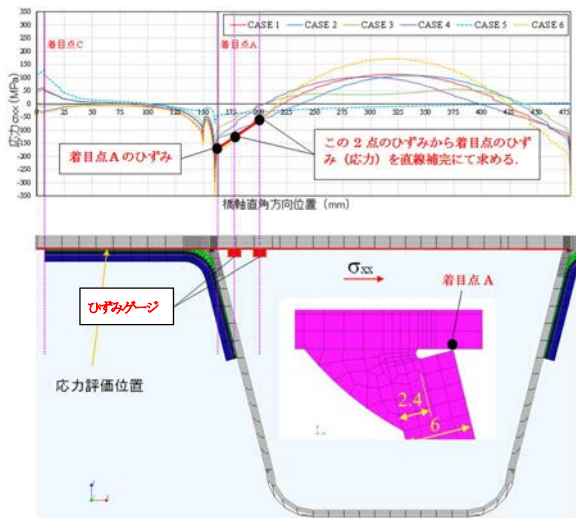 着目点C
着目点A
CASE 1 CASE 2 CASE 3 CASE 4 CASE 5 CASE 6
応力σxx (MPa)
350
300
250
200
150
100
50
0
-50
-100
-150
-200
-250
-300
-350
0 25 50 75 100 125 150 175 200 225 250 275 300 325 350 375 400 425 450 475
橋軸直角方向位置 (mm)
着目点Aのひずみ
この2点のひずみから着目点のひず
み（応力）を直線補完にて求める.
σxx
着目点 A
ひずみゲージ
応力評価位置
2.4
6